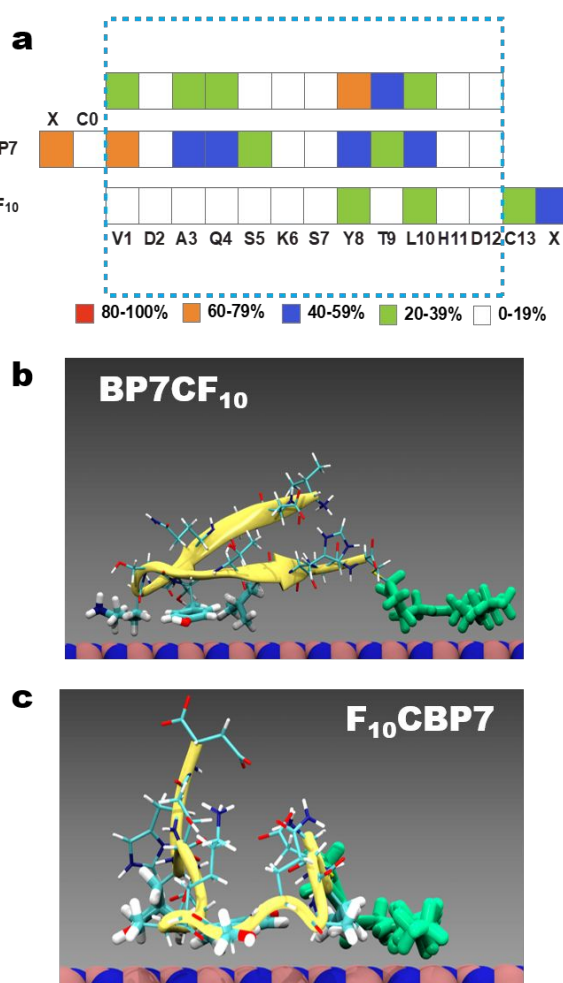 a
X C0
P7
F₁₀
V1 D2 A3 Q4 S5 K6 S7 Y8 T9 L10 H11 D12 C13 X
80-100% 60-79% 40-59% 20-39% 0-19%
b
BP7CF₁₀
c
F₁₀CBP7